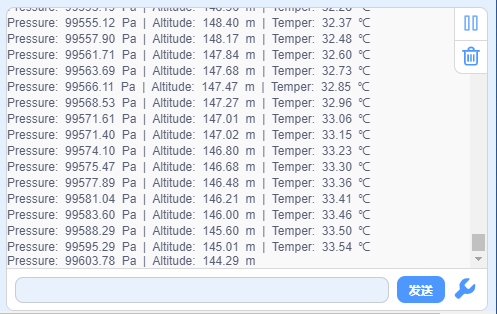 Pressure: 99555.12 Pa | Altitude: 148.40 m | Temper: 32.37 ℃
Pressure: 99557.90 Pa | Altitude: 148.17 m | Temper: 32.48 ℃
Pressure: 99561.71 Pa | Altitude: 147.84 m | Temper: 32.60 ℃
Pressure: 99563.69 Pa | Altitude: 147.68 m | Temper: 32.73 ℃
Pressure: 99566.11 Pa | Altitude: 147.47 m | Temper: 32.85 ℃
Pressure: 99568.53 Pa | Altitude: 147.27 m | Temper: 32.96 ℃
Pressure: 99571.61 Pa | Altitude: 147.01 m | Temper: 33.06 ℃
Pressure: 99571.40 Pa | Altitude: 147.02 m | Temper: 33.15 ℃
Pressure: 99574.10 Pa | Altitude: 146.80 m | Temper: 33.23 ℃
Pressure: 99575.47 Pa | Altitude: 146.68 m | Temper: 33.30 ℃
Pressure: 99577.89 Pa | Altitude: 146.48 m | Temper: 33.36 ℃
Pressure: 99581.04 Pa | Altitude: 146.21 m | Temper: 33.41 ℃
Pressure: 99583.60 Pa | Altitude: 146.00 m | Temper: 33.46 ℃
Pressure: 99588.29 Pa | Altitude: 145.60 m | Temper: 33.50 ℃
Pressure: 99595.29 Pa | Altitude: 145.01 m | Temper: 33.54 ℃
Pressure: 99603.78 Pa | Altitude: 144.29 m
发送